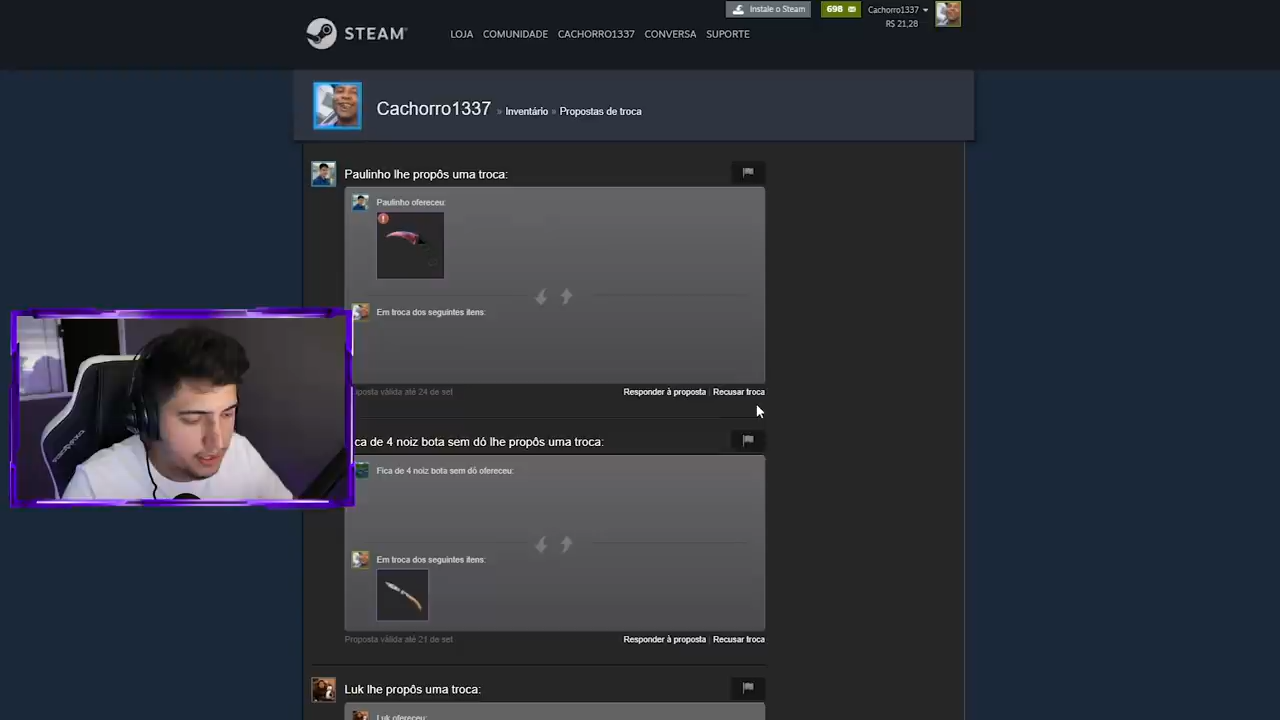 STEAM
LOJA COMUNIDADE CACHORRO1337 CONVERSA SUPORTE
Instale o Steam
698
Cachorro1337
R$ 21,28
Cachorro1337 » Inventário » Propostas de troca
Paulinho lhe propôs uma troca:
Paulinho ofereceu:
Em troca dos seguintes itens:
oposta válida até 24 de set
Responder à proposta | Recusar troca
ca de 4 noiz bota sem dó lhe propôs uma troca:
Fica de 4 noiz bota sem dó ofereceu:
Em troca dos seguintes itens:
Proposta válida até 21 de set
Responder à proposta | Recusar troca
Luk lhe propôs uma troca:
Luk ofereceu: